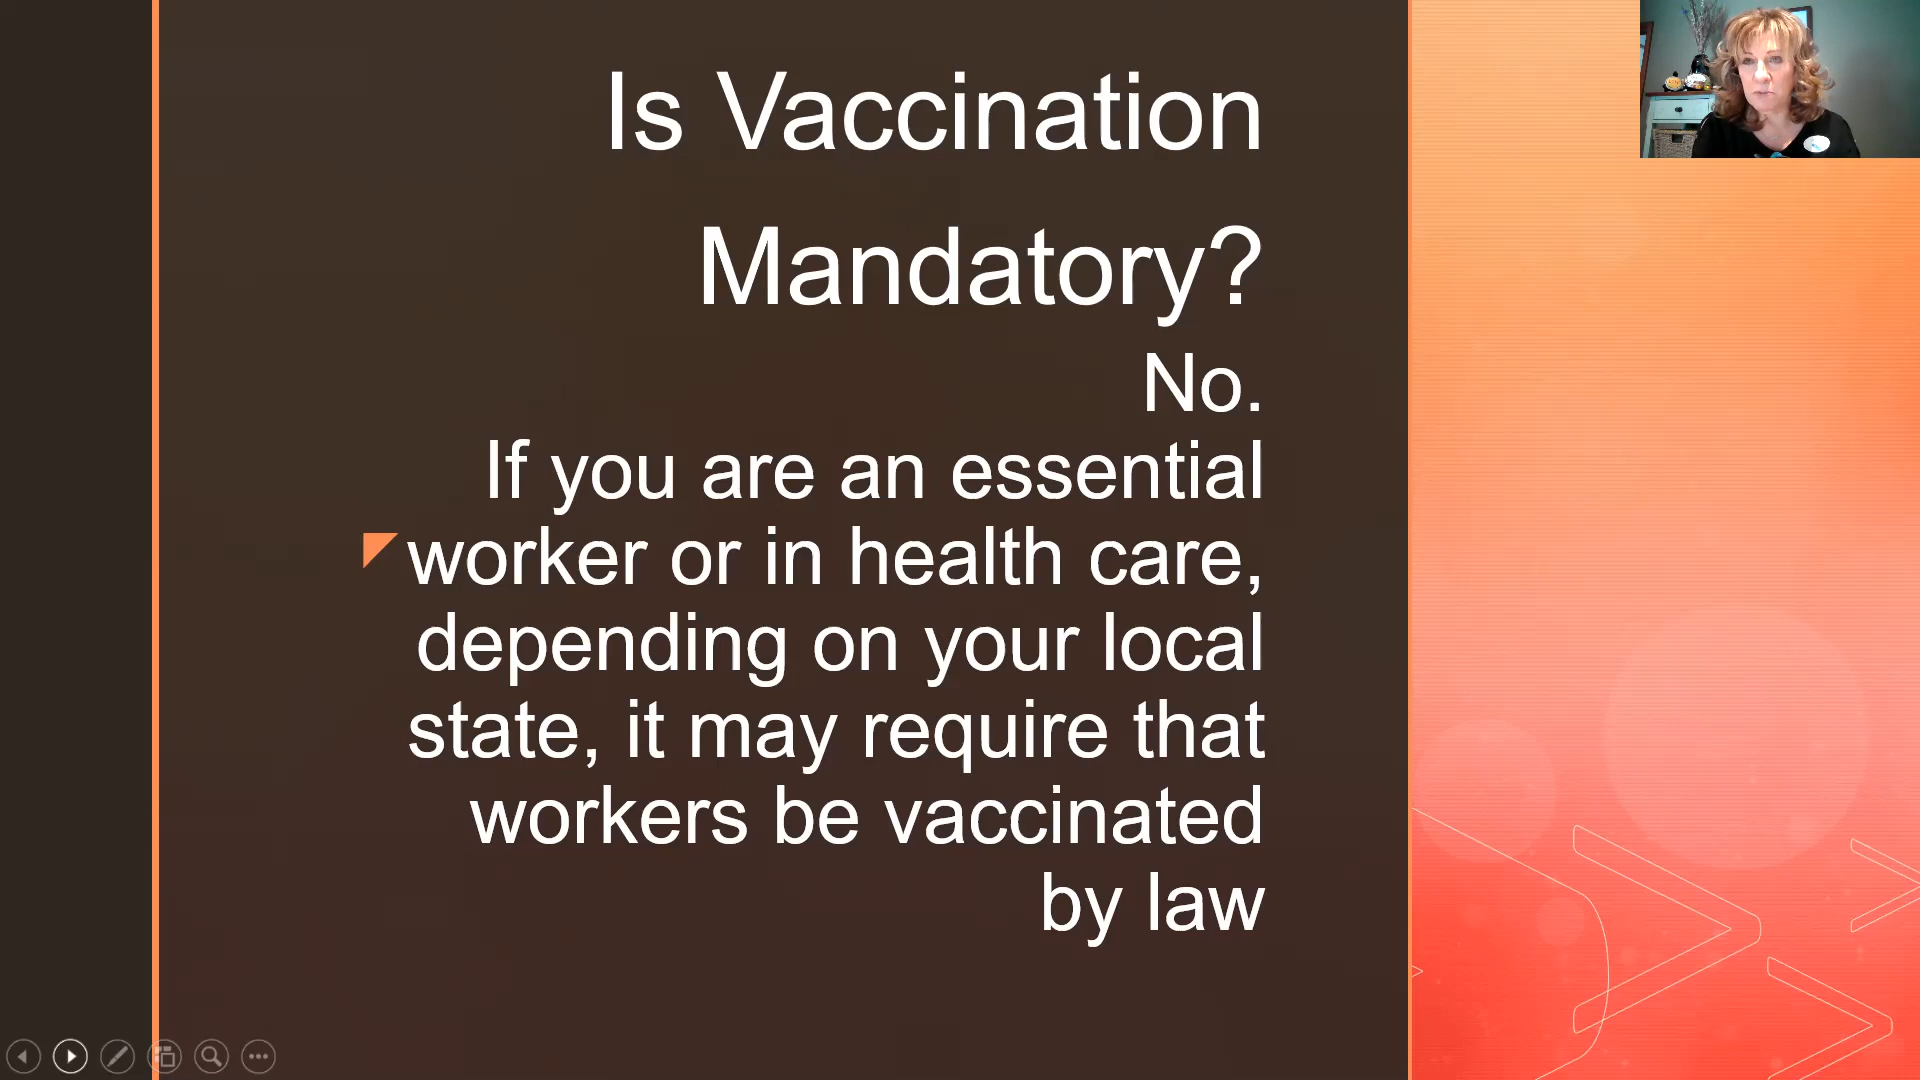 Is Vaccination
Mandatory?
No.
If you are an essential
worker or in health care,
depending on your local
state, it may require that
workers be vaccinated
by law